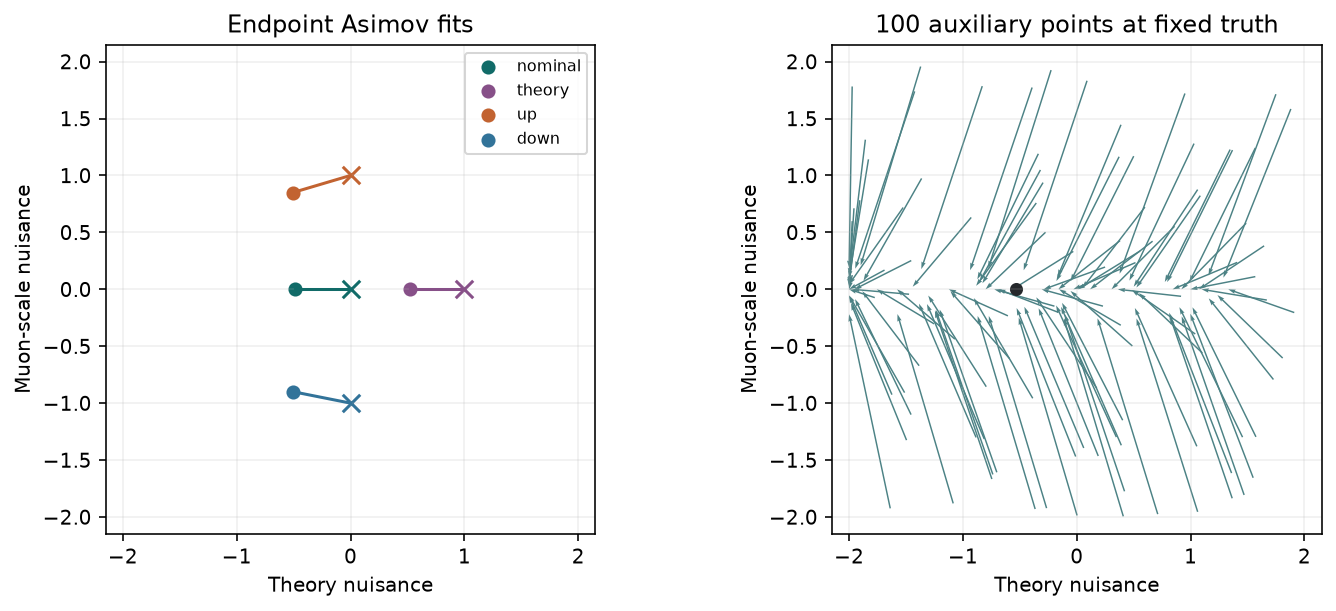 Endpoint Asimov fits
2.0
1.5
1.0
0.5
0.0
−0.5
−1.0
−1.5
−2.0
Muon-scale nuisance
nominal
theory
up
down
−2
−1
0
1
2
Theory nuisance
100 auxiliary points at fixed truth
2.0
1.5
1.0
0.5
0.0
−0.5
−1.0
−1.5
−2.0
Muon-scale nuisance
−2
−1
0
1
2
Theory nuisance